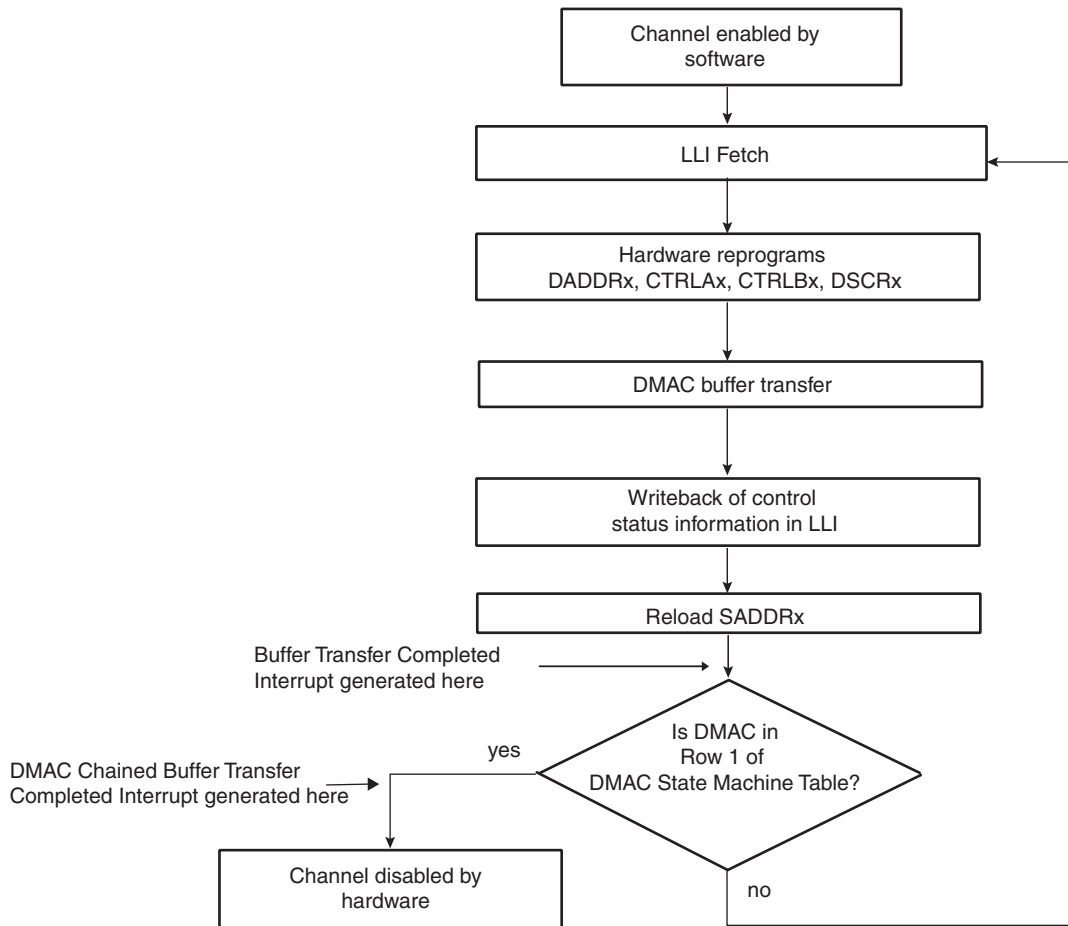 Channel enabled by
software
LLI Fetch
Hardware reprograms
DADDRx, CTRLAx, CTRLBx, DSCRx
DMAC buffer transfer
Writeback of control
status information in LLI
Reload SADDRx
Buffer Transfer Completed
Interrupt generated here
Is DMAC in
Row 1 of
DMAC State Machine Table?
yes
DMAC Chained Buffer Transfer
Completed Interrupt generated here
Channel disabled by
hardware
no